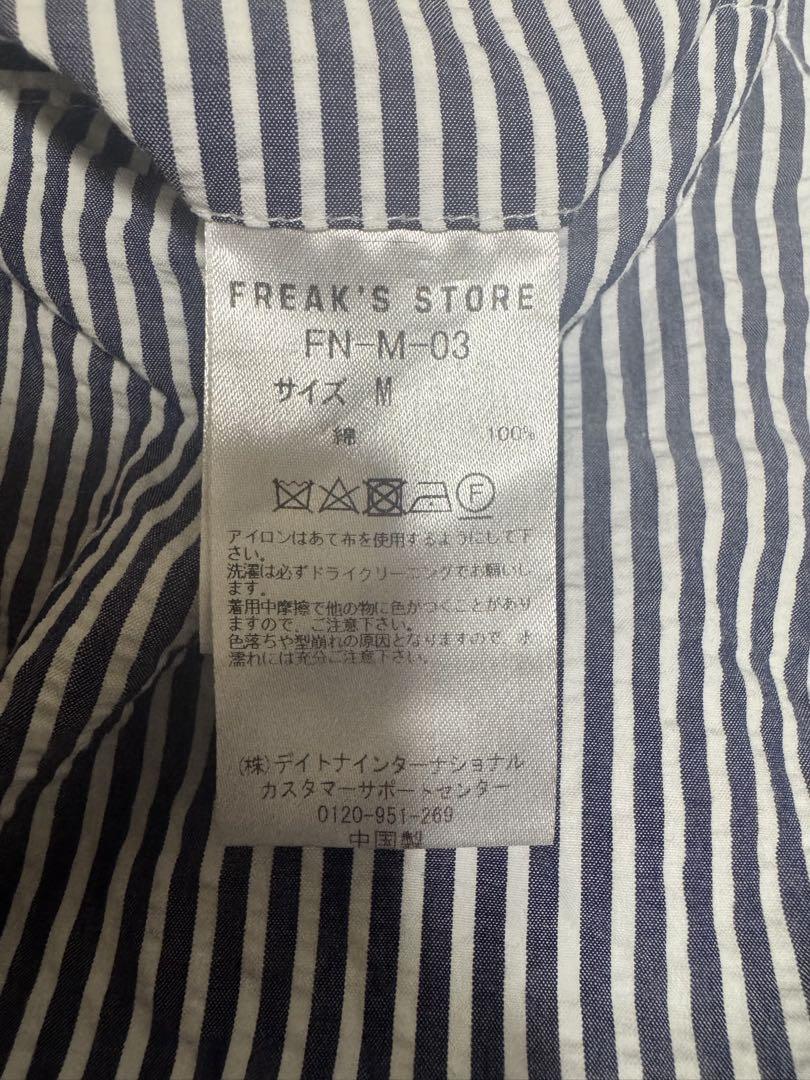 FREAK'S STORE
FN-M-03
サイズ M
綿 100%
F
アイロンはあて布を使用するようにして下
さい。
洗濯は必ずドライクリーニングでお願いし
ます。
着用中摩擦で他の物に色がつくことがあり
ますので、ご注意下さい。
色落ちや型崩れの原因となりますので、水
濡れには充分ご注意下さい。
(株)デイトナインターナショナル
カスタマーサポートセンター
0120-951-269
中国製